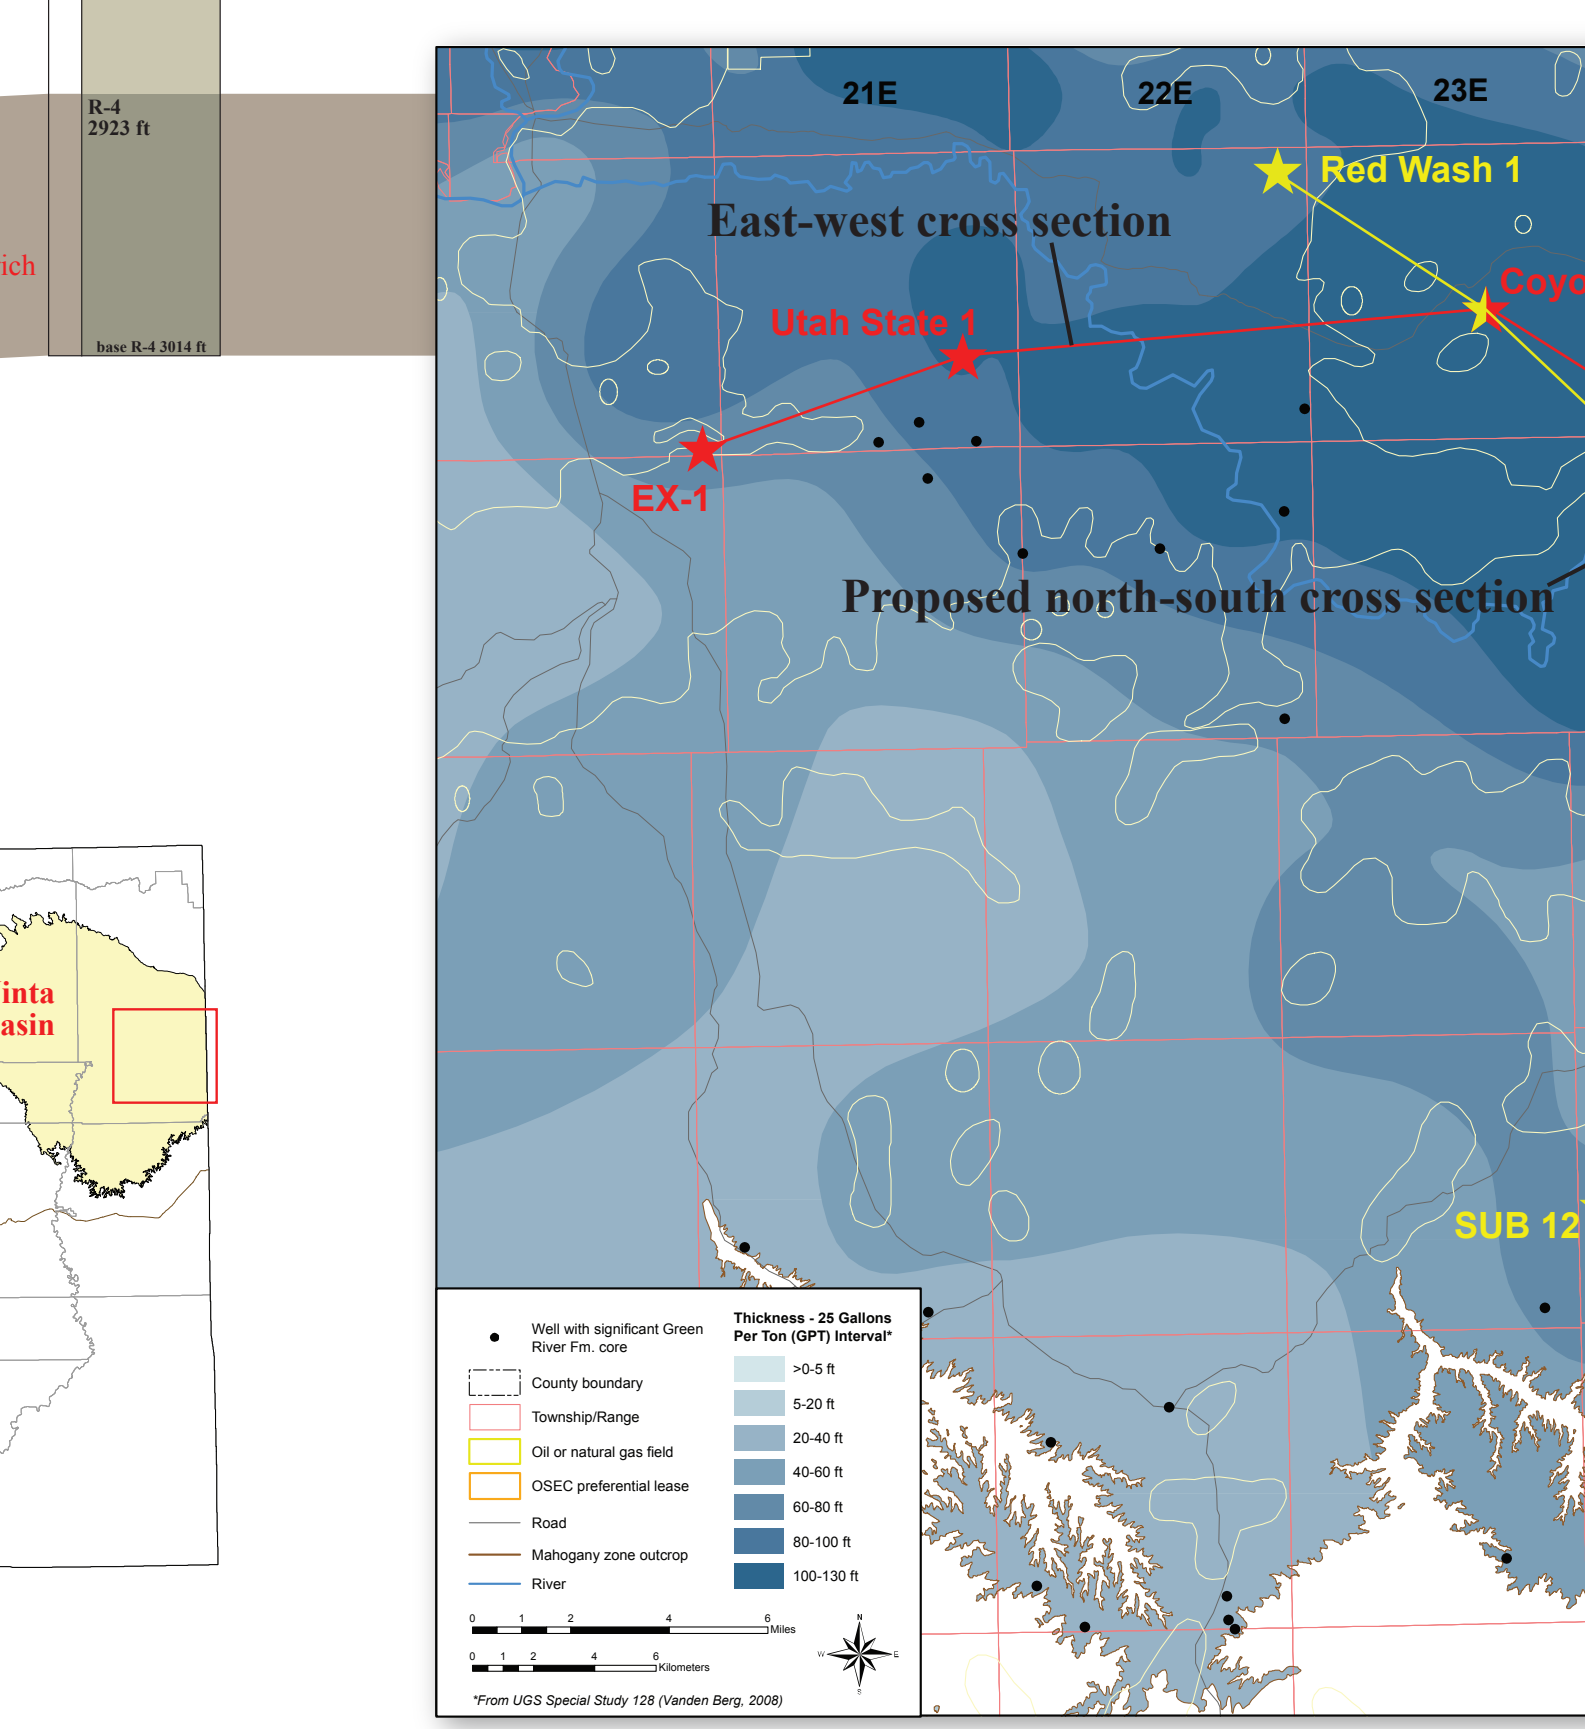 R-4
2923 ft
base R-4 3014 ft
21E
22E
23E
Red Wash 1
East-west cross section
Utah State 1
EX-1
Proposed north-south cross section
SUB 12
Well with significant Green
River Fm. core
County boundary
Township/Range
Oil or natural gas field
OSEC preferential lease
Road
Mahogany zone outcrop
River
Thickness - 25 Gallons
Per Ton (GPT) Interval*
>0-5 ft
5-20 ft
20-40 ft
40-60 ft
60-80 ft
80-100 ft
100-130 ft
0 1 2 4 6
Miles
0 1 2 4 6
Kilometers
N
W E
S
*From UGS Special Study 128 (Vanden Berg, 2008)